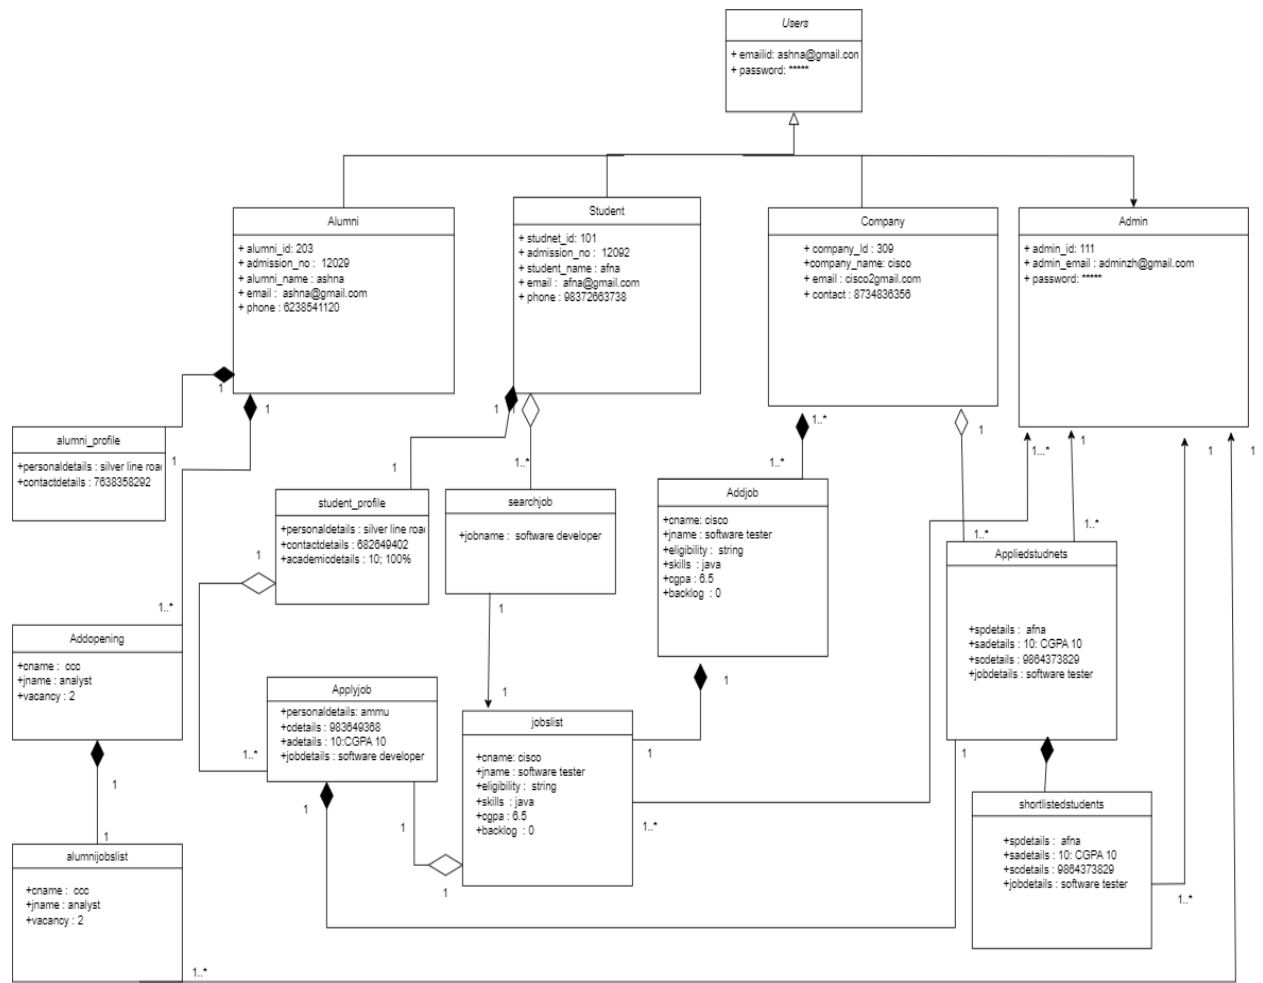 Users
+ emailid: ashna@gmail.con
+ password: *****
Alumni
+ alumni_id: 203
+ admission_no : 12029
+ alumni_name : ashna
+ email : ashna@gmail.com
+ phone : 6238541120
Student
+ studnet_id: 101
+ admission_no : 12092
+ student_name : afna
+ email : afna@gmail.com
+ phone : 98372663738
Company
+ company_Id : 309
+company_name: cisco
+ email : cisco2gmail.com
+ contact : 8734836356
Admin
+ admin_id: 111
+ admin_email : adminzh@gmail.com
+ password: *****
1
1
1
1
1..*
1
1..*
1
1...*
1
1
1
alumni_profile
+personaldetails : silver line roa
+contactdetails : 7638358292
1
1..*
student_profile
+personaldetails : silver line roa
+contactdetails : 682649402
+academicdetails : 10; 100%
searchjob
+jobname : software developer
Addjob
+cname: cisco
+jname : software tester
+eligibility : string
+skills : java
+cgpa : 6.5
+backlog : 0
1..*
1..*
Appliedstudnets
+spdetails : afna
+sadetails : 10: CGPA 10
+scdetails : 9864373829
+jobdetails : software tester
1
1
1..*
Addopening
+cname : ccc
+jname : analyst
+vacancy : 2
1
1
1..*
Applyjob
+personaldetails: ammu
+cdetails : 983649368
+adetails : 10:CGPA 10
+jobdetails : software developer
1
jobslist
+cname: cisco
+jname : software tester
+eligibility : string
+skills : java
+cgpa : 6.5
+backlog : 0
1
1
1
1
1
1..*
1
shortlistedstudents
+spdetails : afna
+sadetails : 10: CGPA 10
+scdetails : 9864373829
+jobdetails : software tester
1..*
alumnijobslist
+cname : ccc
+jname : analyst
+vacancy : 2
1..*